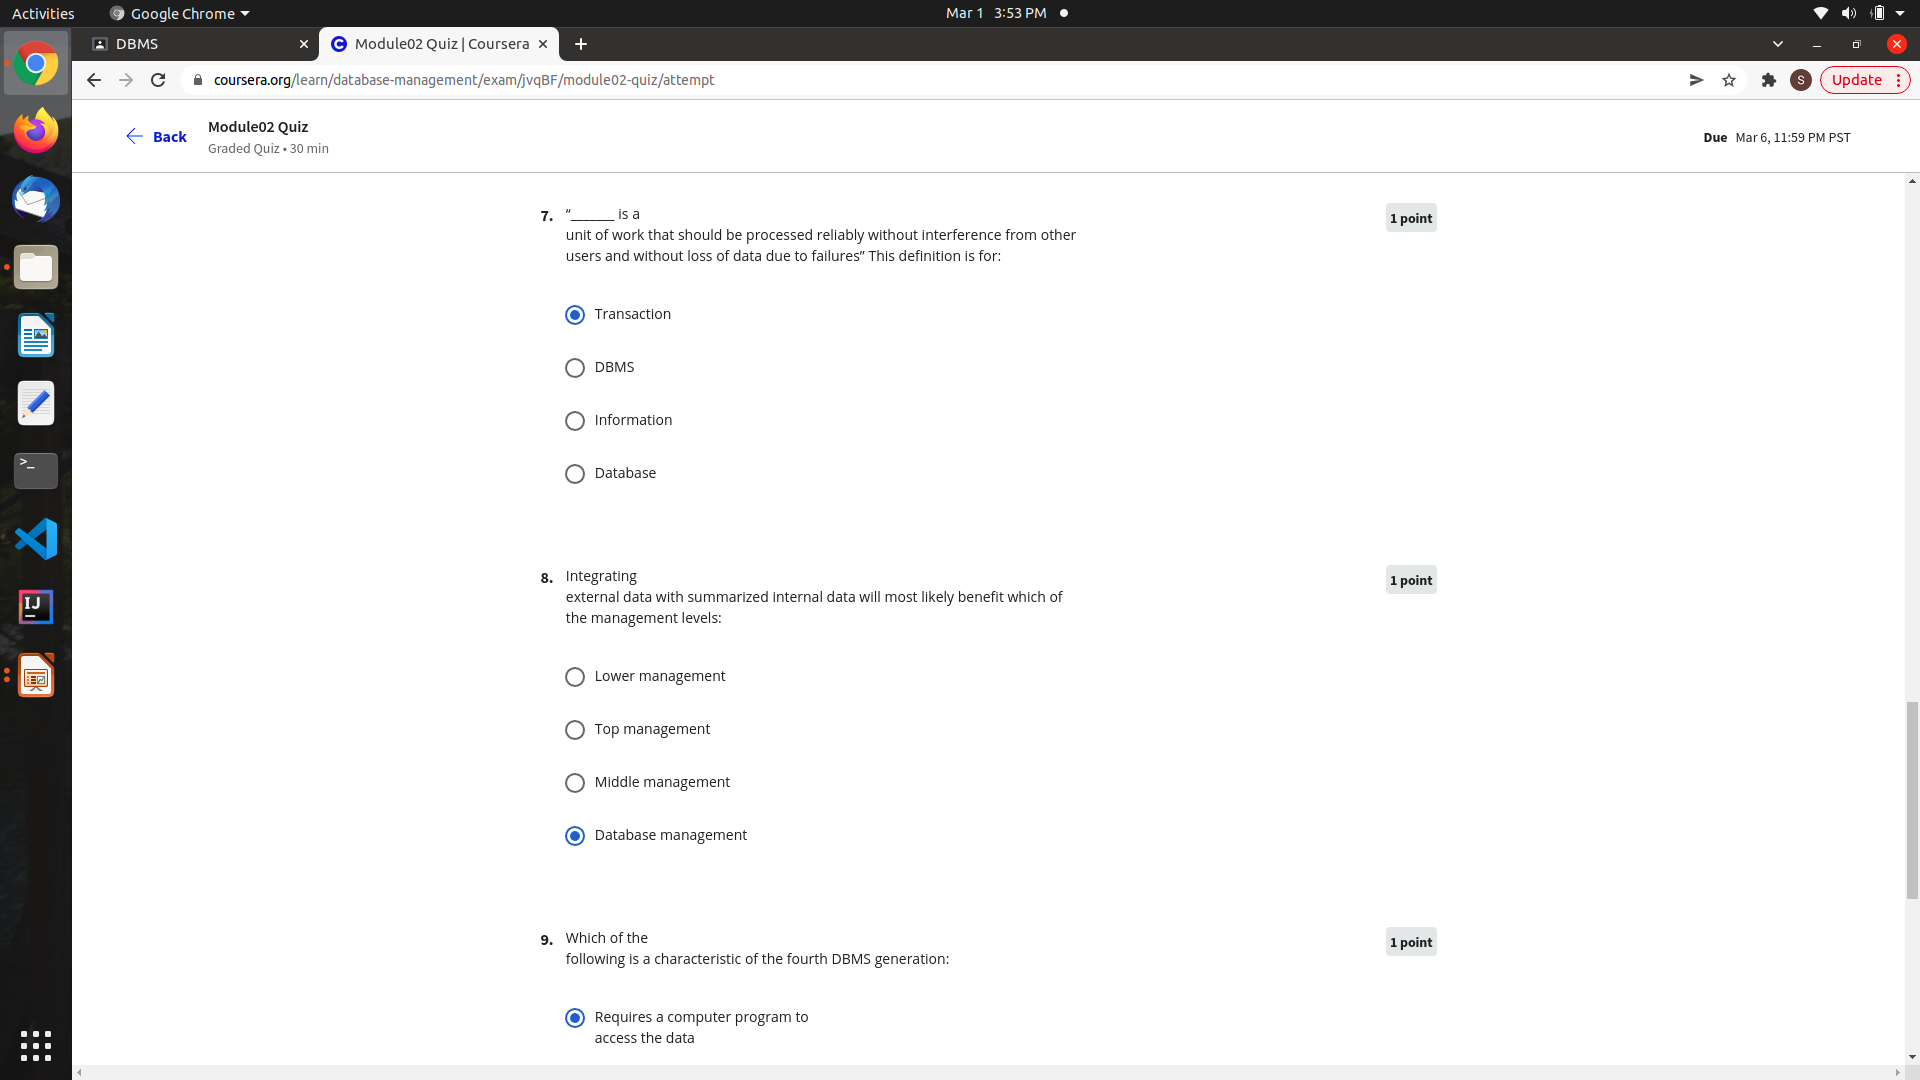 Activities
Google Chrome
Mar 1 3:53 PM
DBMS
Module02 Quiz | Coursera
coursera.org/learn/database-management/exam/jvqBF/module02-quiz/attempt
S
Update
Back
Module02 Quiz
Graded Quiz • 30 min
Due Mar 6, 11:59 PM PST
7. “_______ is a
unit of work that should be processed reliably without interference from other
users and without loss of data due to failures” This definition is for:
1 point
Transaction
DBMS
Information
Database
8. Integrating
external data with summarized internal data will most likely benefit which of
the management levels:
1 point
Lower management
Top management
Middle management
Database management
9. Which of the
following is a characteristic of the fourth DBMS generation:
1 point
Requires a computer program to
access the data
>_
IJ